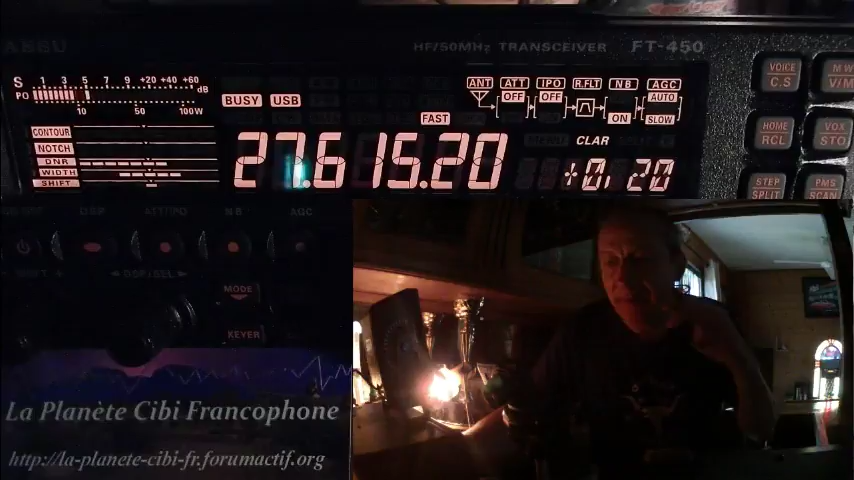 HF/50MHz TRANSCEIVER FT-450
S 1 3 5 7 9 +20 +40 +60 dB
PO
10 50 100W
BUSY USB
FAST
ANT ATT IPO R.FLT NB AGC
OFF OFF AUTO
ON SLOW
CONTOUR
NOTCH
DNR
WIDTH
SHIFT
27.615.20
CLAR
+0.20
VOICE
C.S
M W
V/M
HOME
RCL
VOX
STO
STEP
SPLIT
PMS
SCAN
DSP ATT/IPO NB AGC
DSP/SEL
MODE
KEYER
La Planète Cibi Francophone
http://la-planete-cibi-fr.forumactif.org